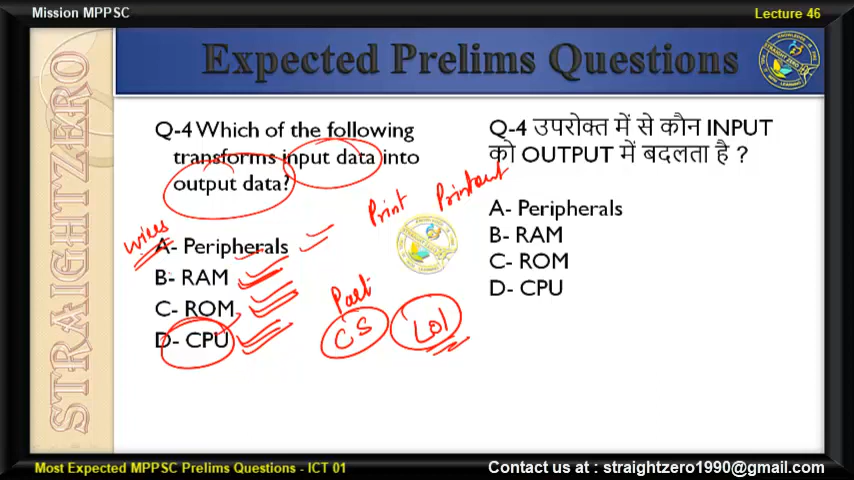 Mission MPPSC
Lecture 46
Expected Prelims Questions
STRAIGHTZERO
Q-4 Which of the following
transforms input data into
output data?
wires
A- Peripherals
B- RAM
C- ROM
D- CPU
Print
Printout
Part
CS
Q-4 उपरोक्त में से कौन INPUT
को OUTPUT में बदलता है ?
A- Peripherals
B- RAM
C- ROM
D- CPU
Most Expected MPPSC Prelims Questions - ICT 01
Contact us at : straightzero1990@gmail.com